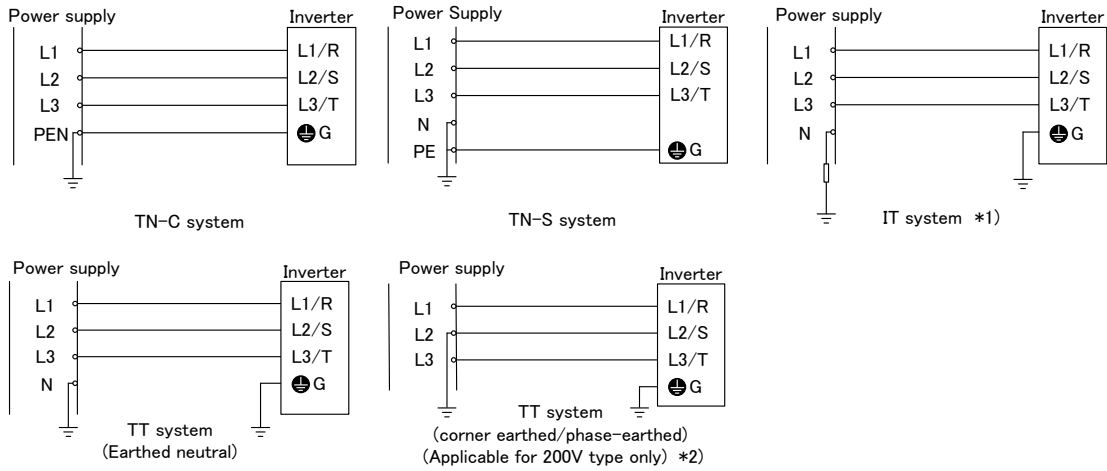 Power supply
Inverter
L1
L1/R
L2
L2/S
L3
L3/T
PEN
G
TN-C system
Power Supply
Inverter
L1
L1/R
L2
L2/S
L3
L3/T
N
PE
G
TN-S system
Power supply
Inverter
L1
L1/R
L2
L2/S
L3
L3/T
N
G
IT system *1)
Power supply
Inverter
L1
L1/R
L2
L2/S
L3
L3/T
N
G
TT system
(Earthed neutral)
Power supply
Inverter
L1
L1/R
L2
L2/S
L3
L3/T
G
TT system
(corner earthed/phase-earthed)
(Applicable for 200V type only) *2)